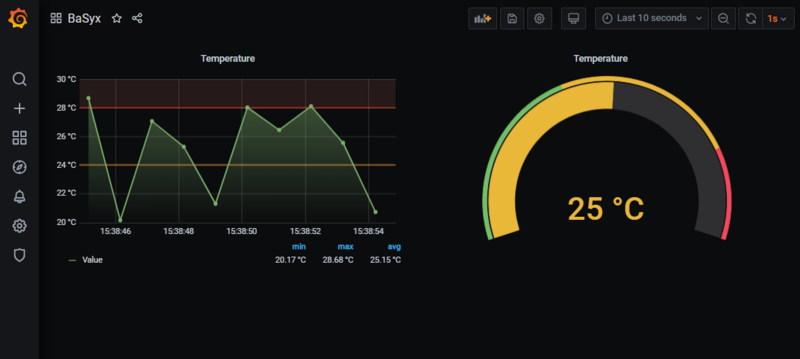 BaSyx
Last 10 seconds
1s
Temperature
30 °C
28 °C
26 °C
24 °C
22 °C
20 °C
15:38:46 15:38:48 15:38:50 15:38:52 15:38:54
min max avg
Value 20.17 °C 28.68 °C 25.15 °C
Temperature
25 °C